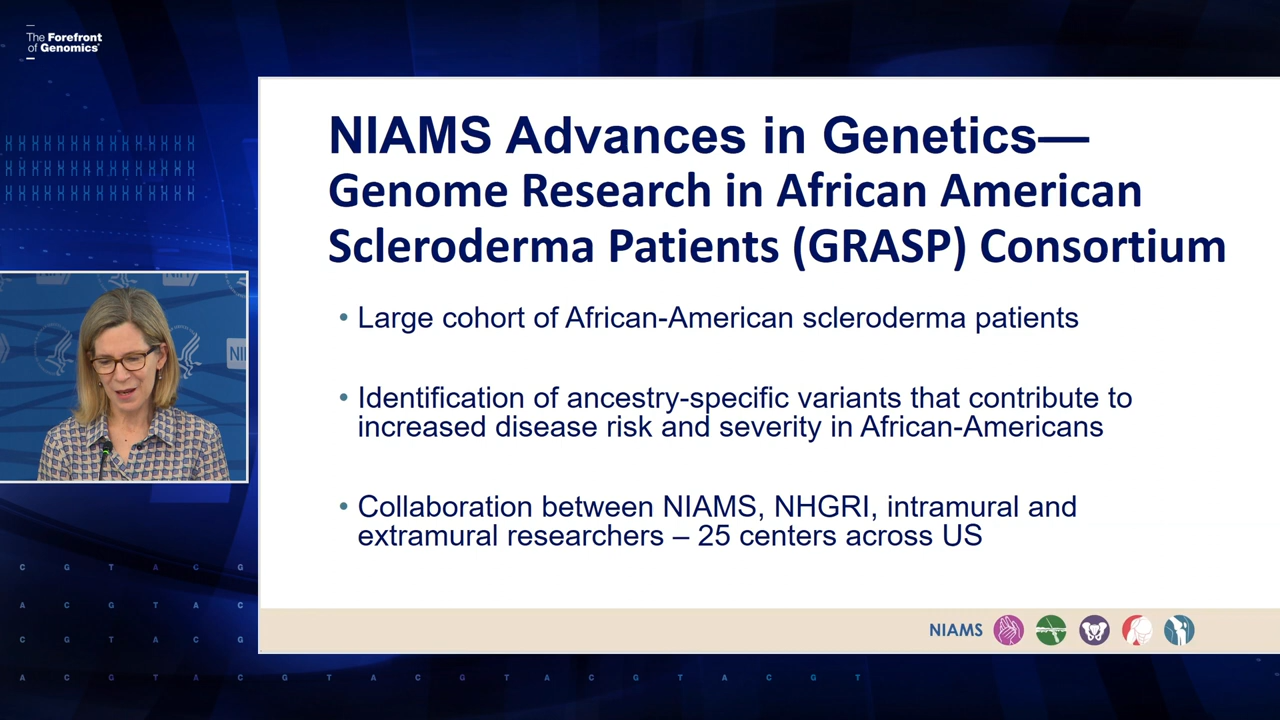 The Forefront
of Genomics®
NIAMS Advances in Genetics—
Genome Research in African American
Scleroderma Patients (GRASP) Consortium
• Large cohort of African-American scleroderma patients
• Identification of ancestry-specific variants that contribute to
increased disease risk and severity in African-Americans
• Collaboration between NIAMS, NHGRI, intramural and
extramural researchers – 25 centers across US
NIAMS
C G T A C G
A C G T A C
C G T A C G
A C G T A C G T A C G T A C G T A C G T